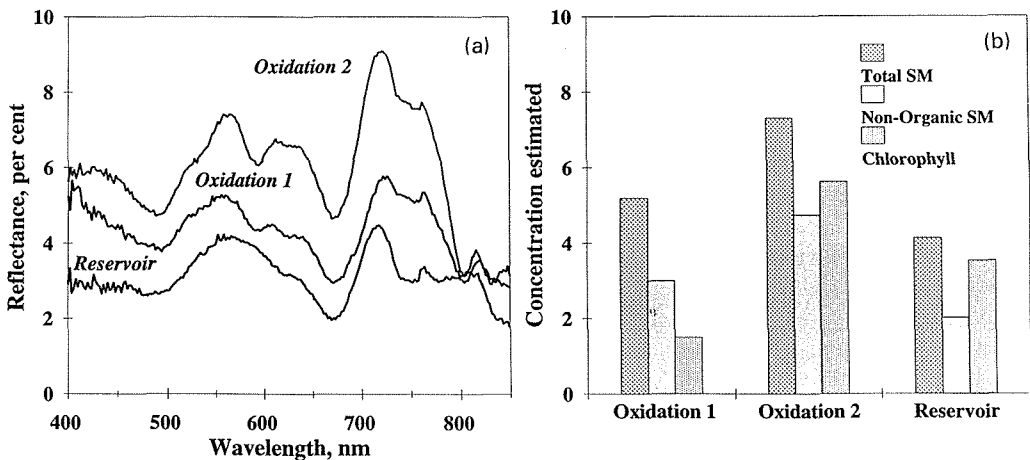 (a)
Reflectance, per cent
10
8
6
4
2
0
Oxidation 2
Oxidation 1
Reservoir
400 500 600 700 800
Wavelength, nm
(b)
Concentration estimated
10
8
6
4
2
0
Total SM
Non-Organic SM
Chlorophyll
Oxidation 1 Oxidation 2 Reservoir